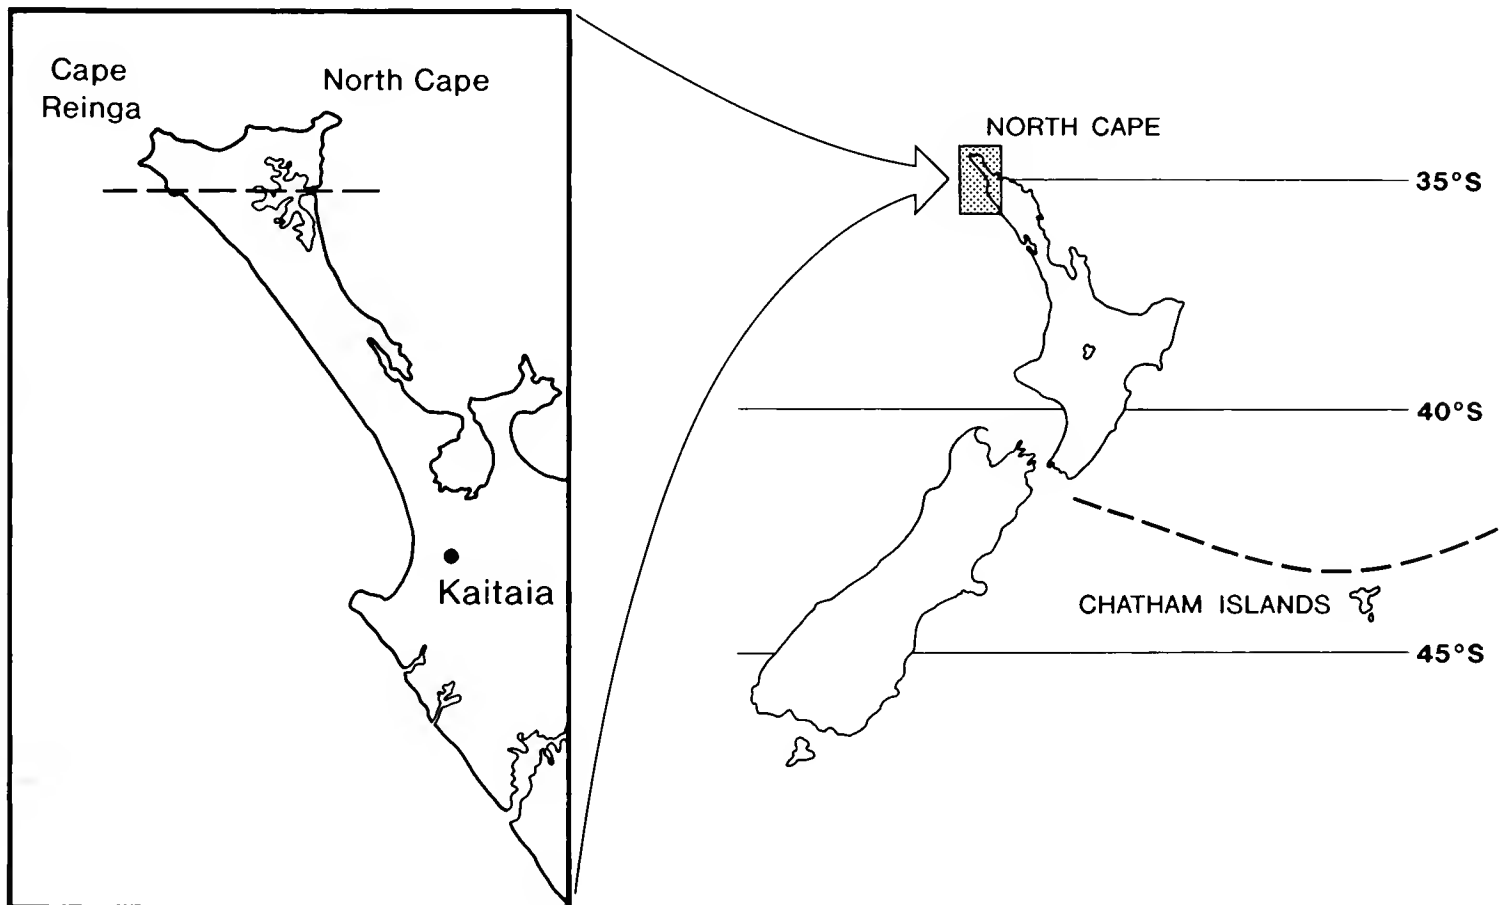 Cape
Reinga
North Cape
Kaitaia
NORTH CAPE
35°S
40°S
CHATHAM ISLANDS
45°S